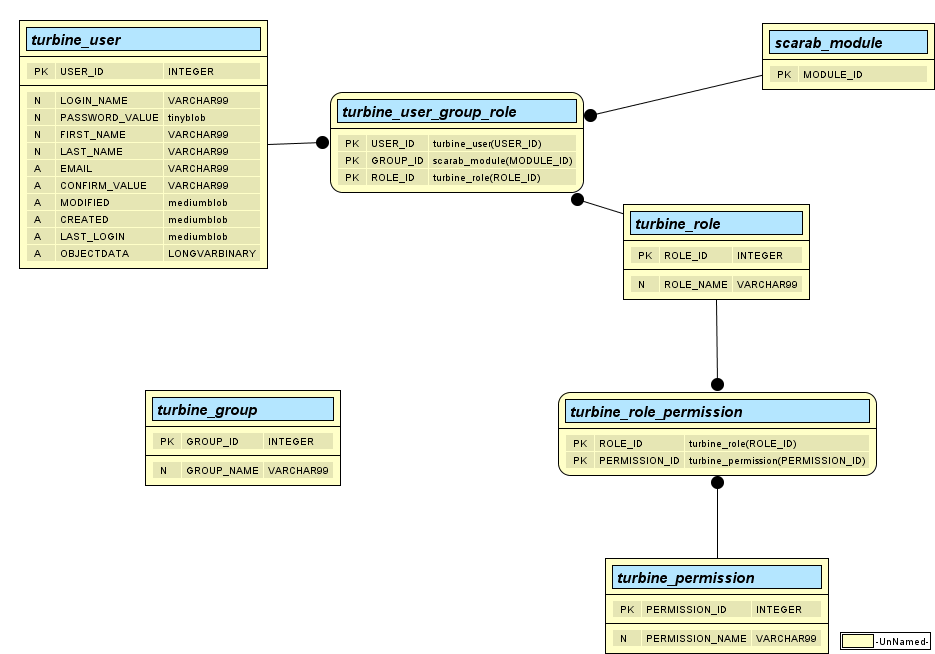 turbine_user
PK USER_ID INTEGER
N LOGIN_NAME VARCHAR99
N PASSWORD_VALUE tinyblob
N FIRST_NAME VARCHAR99
N LAST_NAME VARCHAR99
A EMAIL VARCHAR99
A CONFIRM_VALUE VARCHAR99
A MODIFIED mediumblob
A CREATED mediumblob
A LAST_LOGIN mediumblob
A OBJECTDATA LONGVARBINARY
scarab_module
PK MODULE_ID
turbine_user_group_role
PK USER_ID turbine_user(USER_ID)
PK GROUP_ID scarab_module(MODULE_ID)
PK ROLE_ID turbine_role(ROLE_ID)
turbine_role
PK ROLE_ID INTEGER
N ROLE_NAME VARCHAR99
turbine_group
PK GROUP_ID INTEGER
N GROUP_NAME VARCHAR99
turbine_role_permission
PK ROLE_ID turbine_role(ROLE_ID)
PK PERMISSION_ID turbine_permission(PERMISSION_ID)
turbine_permission
PK PERMISSION_ID INTEGER
N PERMISSION_NAME VARCHAR99
-UnNamed-